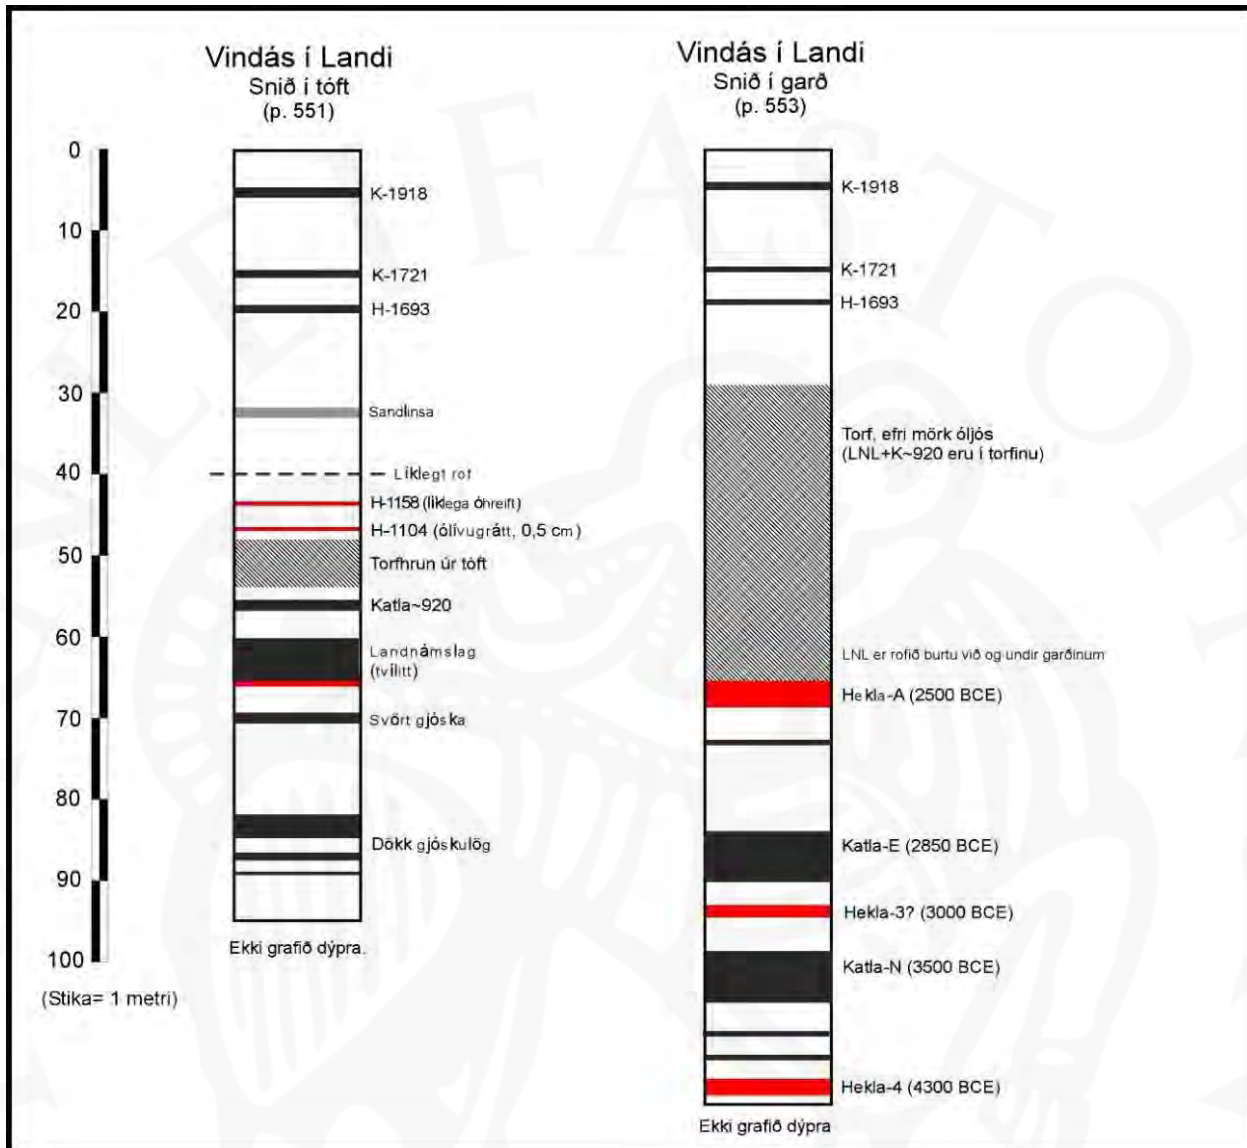 Vindás í Landi
Snið í tóft
(p. 551)
0
10
20
30
40
50
60
70
80
90
100
(Stika= 1 metri)
K-1918
K-1721
H-1693
Sandlinsa
Líklegt rof
H-1158 (líklega óhreift)
H-1104 (ólívugrátt, 0,5 cm)
Torfhrun úr tóft
Katla~920
Landnámslag
(tvílitt)
Svört gjóska
Dökk gjóskulög
Ekki grafið dýpra.
Vindás í Landi
Snið í garð
(p. 553)
K-1918
K-1721
H-1693
Torf, efri mörk óljós
(LNL+K~920 eru í torfinu)
LNL er rofið burtu við og undir garðinum
Hekla-A (2500 BCE)
Katla-E (2850 BCE)
Hekla-3? (3000 BCE)
Katla-N (3500 BCE)
Hekla-4 (4300 BCE)
Ekki grafið dýpra